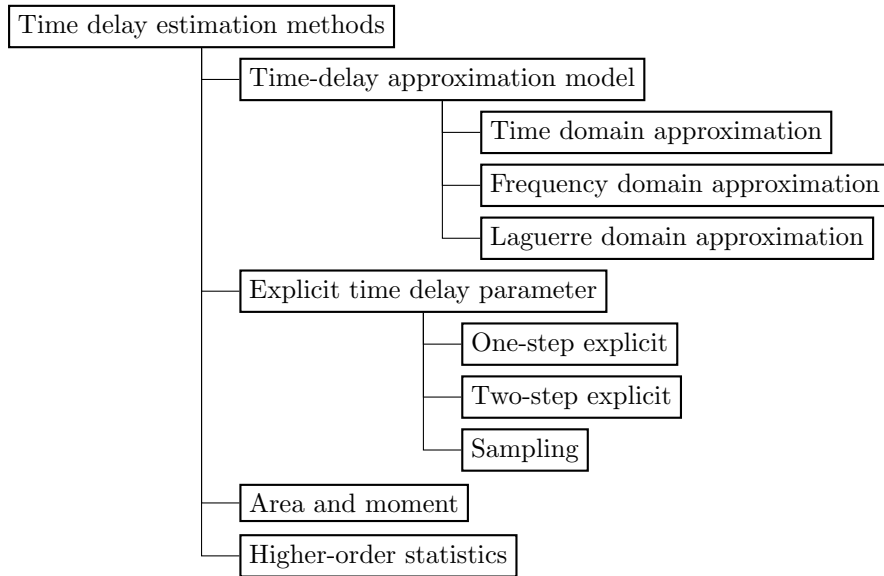 Time delay estimation methods
Time-delay approximation model
Time domain approximation
Frequency domain approximation
Laguerre domain approximation
Explicit time delay parameter
One-step explicit
Two-step explicit
Sampling
Area and moment
Higher-order statistics